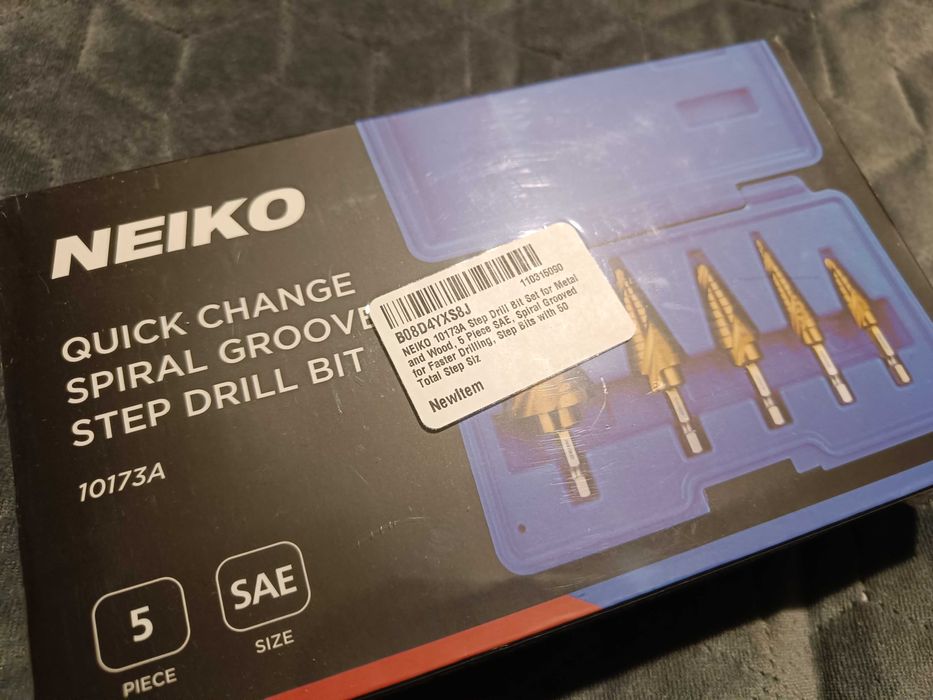 NEIKO
QUICK CHANGE
SPIRAL GROOVE
STEP DRILL BIT
10173A
5
PIECE
SAE
SIZE
B08D4YXS8J
110316090
NEIKO 10173A Step Drill Bit Set for Metal
and Wood, 5 Piece SAE, Spiral Grooved
for Faster Drilling, Step Bits with 50
Total Step Siz
NewItem